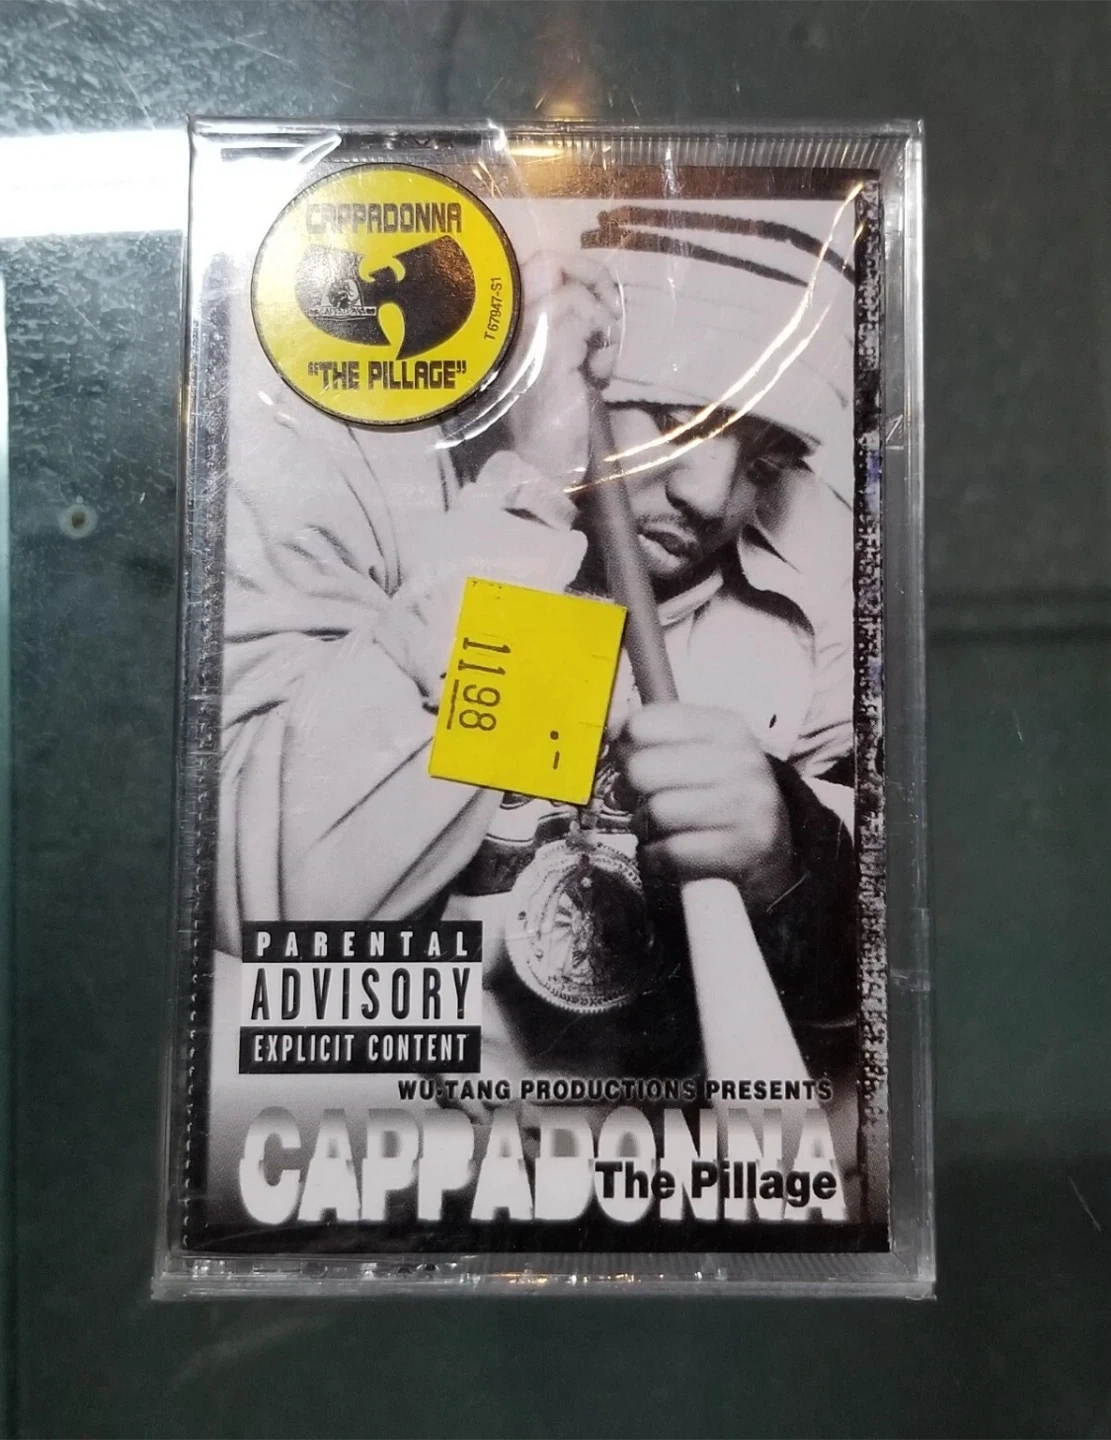 CAPPADONNA
T 67947-S1
"THE PILLAGE"
1198
PARENTAL
ADVISORY
EXPLICIT CONTENT
WU-TANG PRODUCTIONS PRESENTS
CAPPADONNA
The Pillage